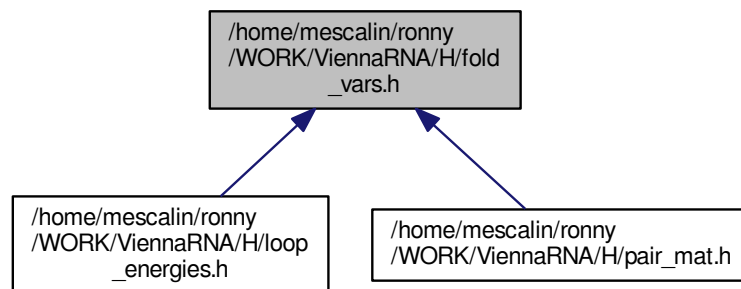 /home/mescalin/ronny
/WORK/ViennaRNA/H/fold
_vars.h
/home/mescalin/ronny
/WORK/ViennaRNA/H/loop
_energies.h
/home/mescalin/ronny
/WORK/ViennaRNA/H/pair_mat.h